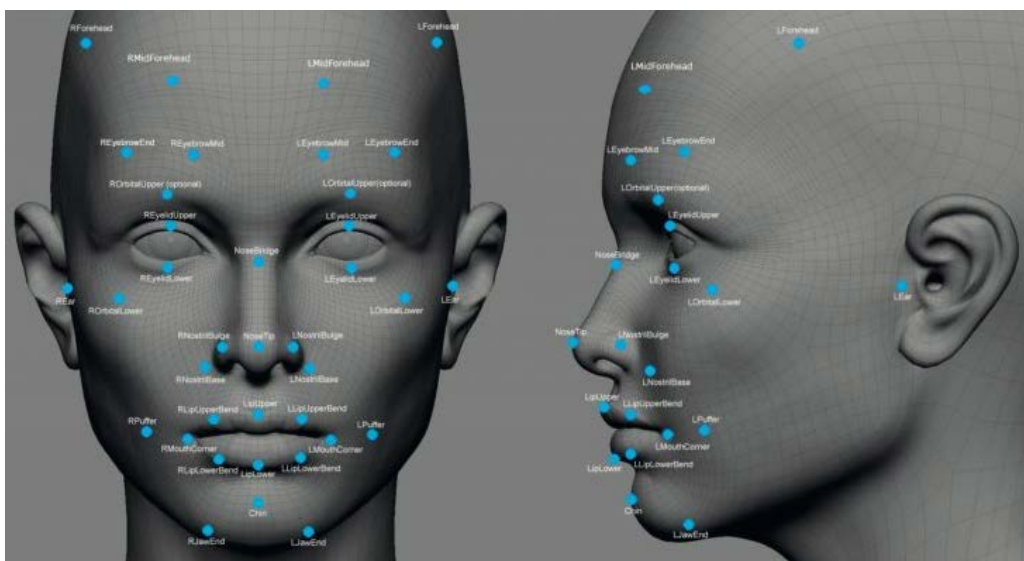 RForehead
LForehead
RMidForehead
LMidForehead
REyebrowEnd
REyebrowMid
LEyebrowMid
LEyebrowEnd
ROrbitalUpper (optional)
LOrbitalUpper(optional)
REyelidUpper
LEyelidUpper
NoseBridge
REyelidLower
LEyelidLower
REar
ROrbitalLower
LOrbitalLower
LEar
RNostrilBulge
NoseTip
LNostrilBulge
RNostrilBase
LNostrilBase
LipUpper
RLipUpperBend
LLipUpperBend
RPuffer
LPuffer
RMouthCorner
LMouthCorner
RLipLowerBend
LipLower
LLipLowerBend
Chin
RJawEnd
LJawEnd
LForehead
LMidForehead
LEyebrowMid
LEyebrowEnd
LOrbitalUpper(optional)
LEyelidUpper
NoseBridge
LEyelidLower
LOrbitalLower
LEar
NoseTip
LNostrilBulge
LNostrilBase
LipUpper
LLipUpperBend
LPuffer
LMouthCorner
LipLower
LLipLowerBend
Chin
LJawEnd